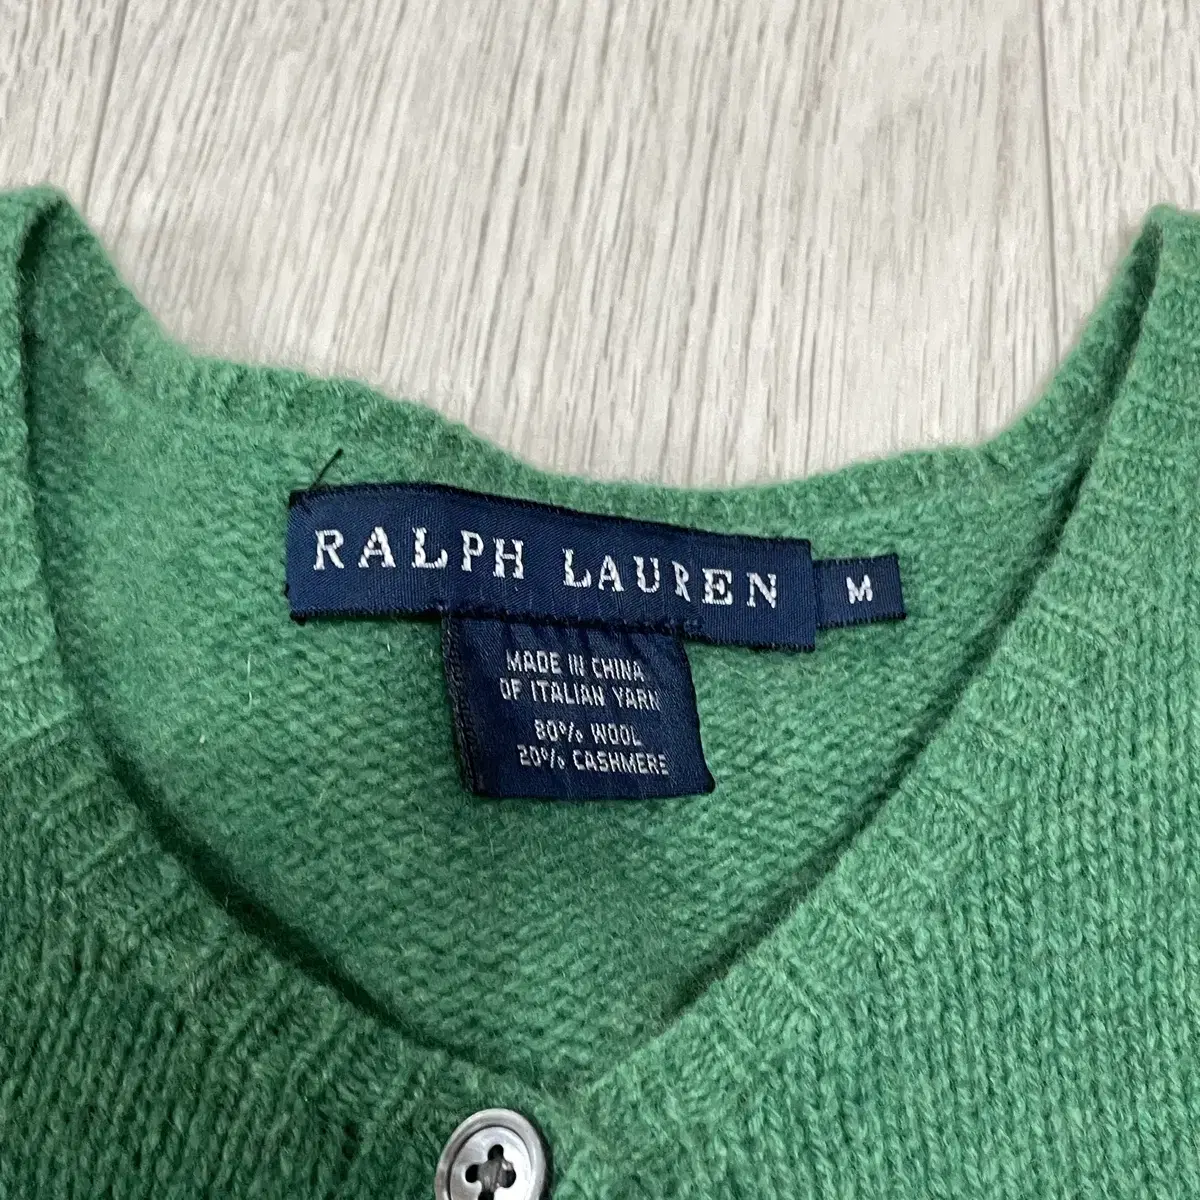 RALPH LAUREN
M
MADE IN CHINA
OF ITALIAN YARN
80% WOOL
20% CASHMERE